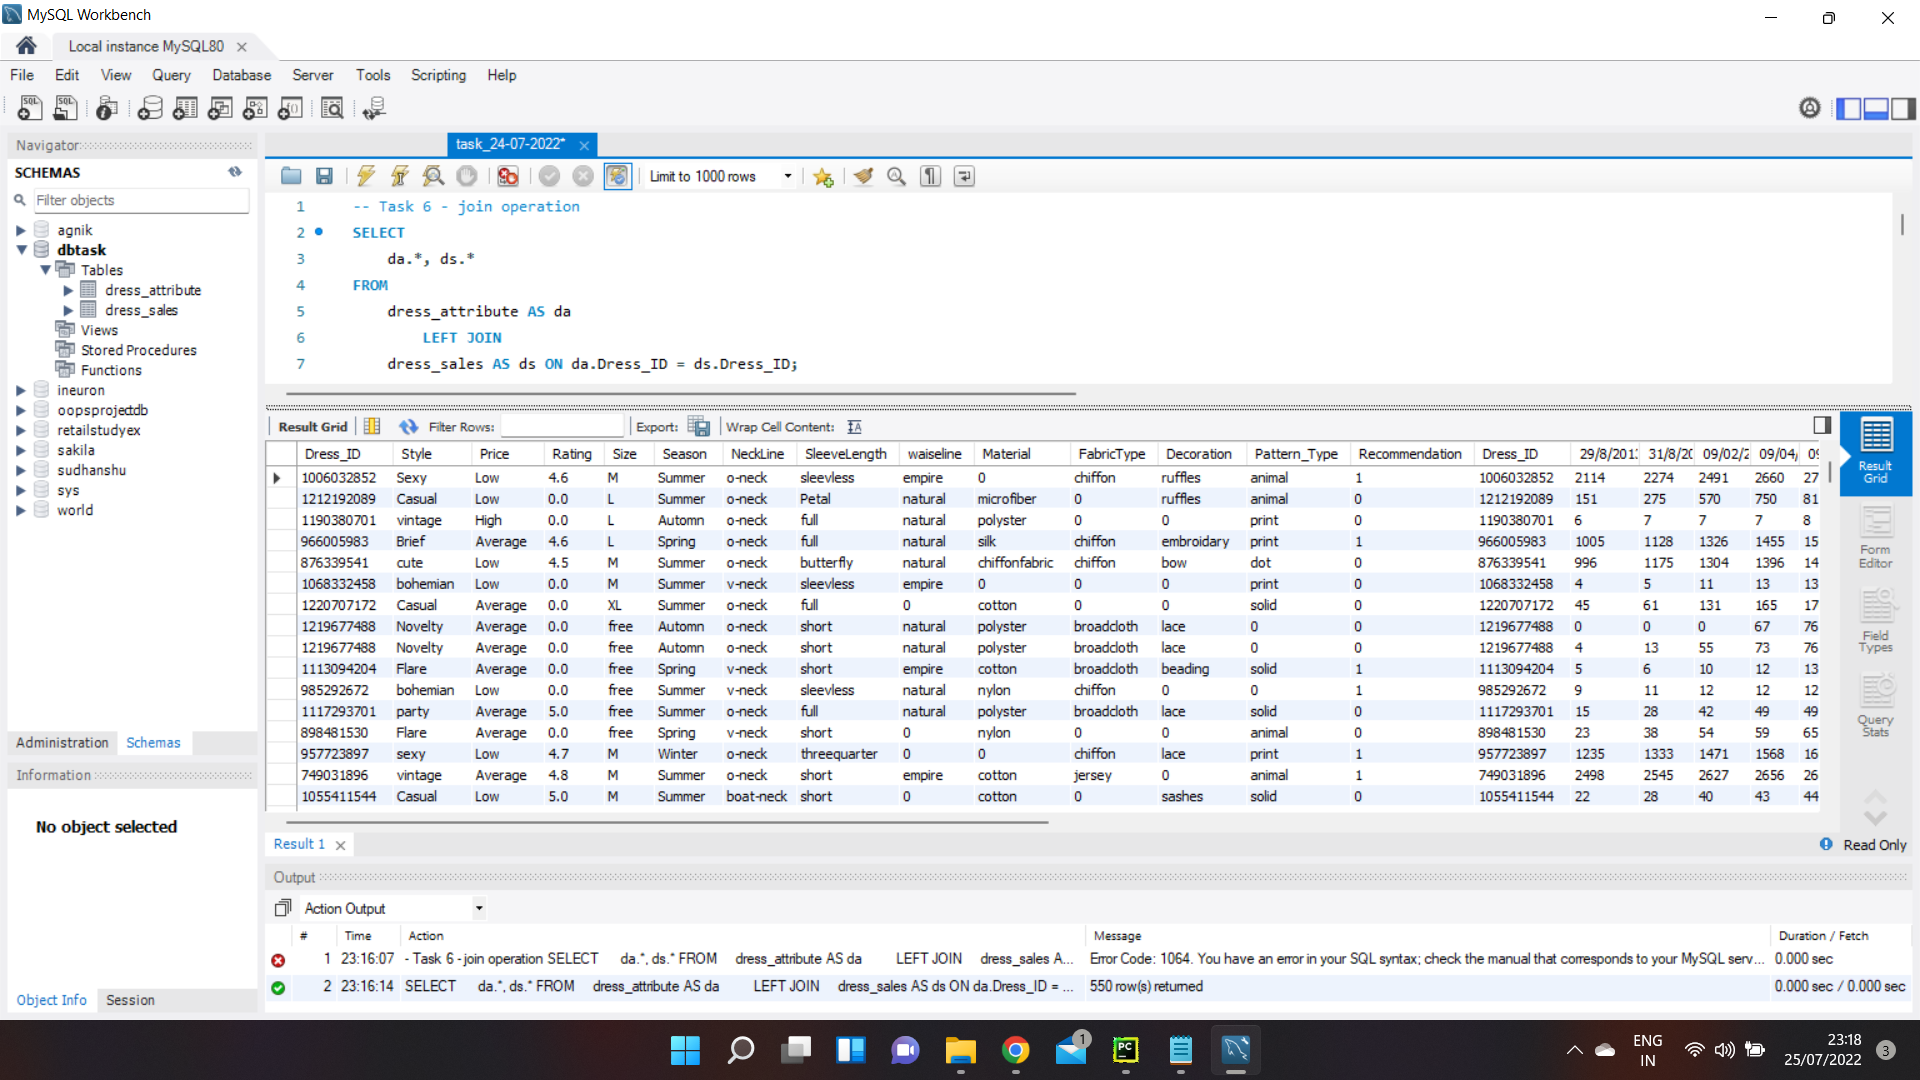 MySQL Workbench
Local instance MySQL80
File Edit View Query Database Server Tools Scripting Help
Navigator
SCHEMAS
Filter objects
agnik
dbtask
Tables
dress_attribute
dress_sales
Views
Stored Procedures
Functions
ineuron
oopsprojectdb
retailstudyex
sakila
sudhanshu
sys
world
Administration Schemas
Information
No object selected
Object Info Session
task_24-07-2022*
Limit to 1000 rows
1 -- Task 6 - join operation
2 SELECT
3 da.*, ds.*
4 FROM
5 dress_attribute AS da
6 LEFT JOIN
7 dress_sales AS ds ON da.Dress_ID = ds.Dress_ID;
Result Grid Filter Rows: Export: Wrap Cell Content:
Dress_ID Style Price Rating Size Season NeckLine SleeveLength waiseline Material FabricType Decoration Pattern_Type Recommendation Dress_ID 29/8/2013 31/8/20 09/02/2 09/04/ 09
1006032852 Sexy Low 4.6 M Summer o-neck sleevless empire 0 chiffon ruffles animal 1 1006032852 2114 2274 2491 2660 27
1212192089 Casual Low 0.0 L Summer o-neck Petal natural microfiber 0 ruffles animal 0 1212192089 151 275 570 750 81
1190380701 vintage High 0.0 L Automn o-neck full natural polyster 0 0 print 0 1190380701 6 7 7 7 8
966005983 Brief Average 4.6 L Spring o-neck full natural silk chiffon embroidary print 1 966005983 1005 1128 1326 1455 15
876339541 cute Low 4.5 M Summer o-neck butterfly natural chiffonfabric chiffon bow dot 0 876339541 996 1175 1304 1396 14
1068332458 bohemian Low 0.0 M Summer v-neck sleevless empire 0 0 0 print 0 1068332458 4 5 11 13 13
1220707172 Casual Average 0.0 XL Summer o-neck full 0 cotton 0 0 solid 0 1220707172 45 61 131 165 17
1219677488 Novelty Average 0.0 free Automn o-neck short natural polyster broadcloth lace 0 0 1219677488 0 0 0 67 76
1219677488 Novelty Average 0.0 free Automn o-neck short natural polyster broadcloth lace 0 0 1219677488 4 13 55 73 76
1113094204 Flare Average 0.0 free Spring v-neck short empire cotton broadcloth beading solid 1 1113094204 5 6 10 12 13
985292672 bohemian Low 0.0 free Summer v-neck sleevless natural nylon chiffon 0 0 1 985292672 9 11 12 12 12
1117293701 party Average 5.0 free Summer o-neck full natural polyster broadcloth lace solid 0 1117293701 15 28 42 49 49
898481530 Flare Average 0.0 free Spring v-neck short 0 nylon 0 0 animal 0 898481530 23 38 54 59 65
957723897 sexy Low 4.7 M Winter o-neck threequarter 0 0 chiffon lace print 1 957723897 1235 1333 1471 1568 16
749031896 vintage Average 4.8 M Summer o-neck short empire cotton jersey 0 animal 1 749031896 2498 2545 2627 2656 26
1055411544 Casual Low 5.0 M Summer boat-neck short 0 cotton 0 sashes solid 0 1055411544 22 28 40 43 44
Result Grid
Form Editor
Field Types
Query Stats
Result 1
Read Only
Output
Action Output
# Time Action Message Duration / Fetch
1 23:16:07 - Task 6 - join operation SELECT da.*, ds.* FROM dress_attribute AS da LEFT JOIN dress_sales A... Error Code: 1064. You have an error in your SQL syntax; check the manual that corresponds to your MySQL serv... 0.000 sec
2 23:16:14 SELECT da.*, ds.* FROM dress_attribute AS da LEFT JOIN dress_sales AS ds ON da.Dress_ID = ... 550 row(s) returned 0.000 sec / 0.000 sec
1
PC
ENG
IN
23:18
25/07/2022
3